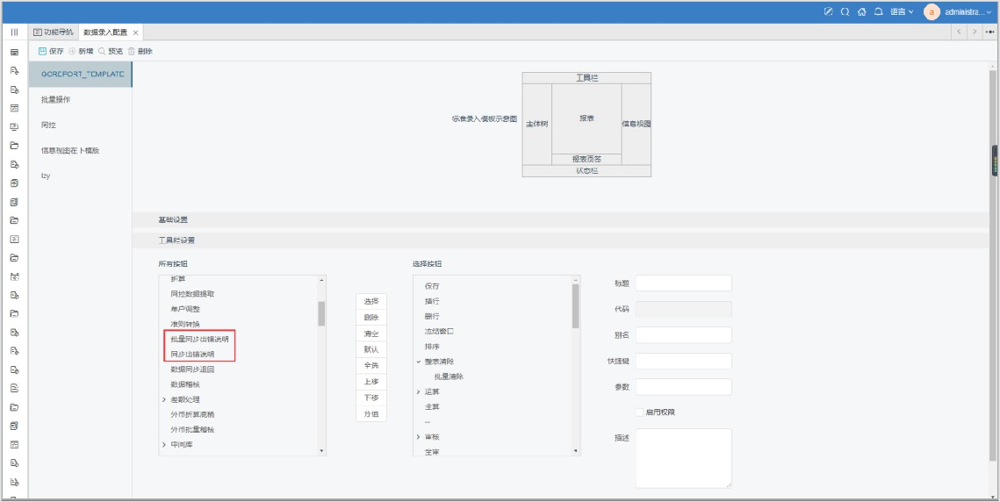 语言
a administra...
功能导航 数据录入配置 ×
保存 新增 预览 删除
GCREPORT_TEMPLATE
批量操作
同控
信息视图在下模版
lzy
标准录入模板示意图
工具栏
主体树
报表
信息视图
报表页签
状态栏
基础设置
工具栏设置
所有按钮
折算
同控数据提取
单户调整
准则转换
批量同步出错说明
同步出错说明
数据同步退回
数据稽核
差额处理
外币折算底稿
外币批量稽核
中间库
选择
删除
清空
默认
全选
上移
下移
分组
选择按钮
保存
插行
删行
冻结窗口
排序
整表清除
批量清除
运算
全算
--
审核
全审
标题
代码
别名
快捷键
参数
启用权限
描述